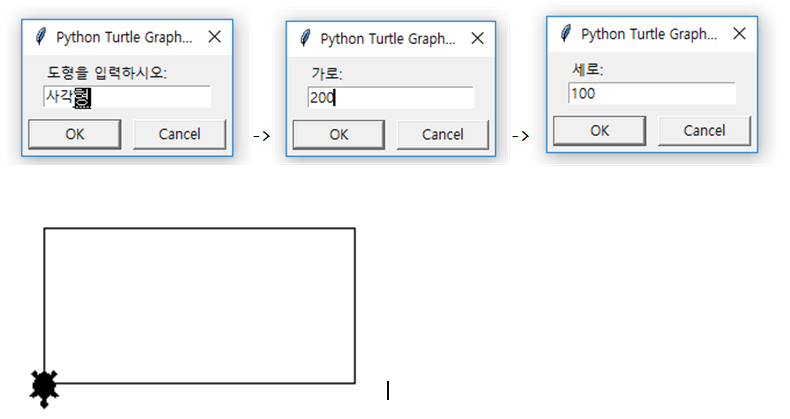 Python Turtle Graph...
도형을 입력하시오:
사각형
OK Cancel
->
Python Turtle Graph...
가로:
200
OK Cancel
->
Python Turtle Graph...
세로:
100
OK Cancel